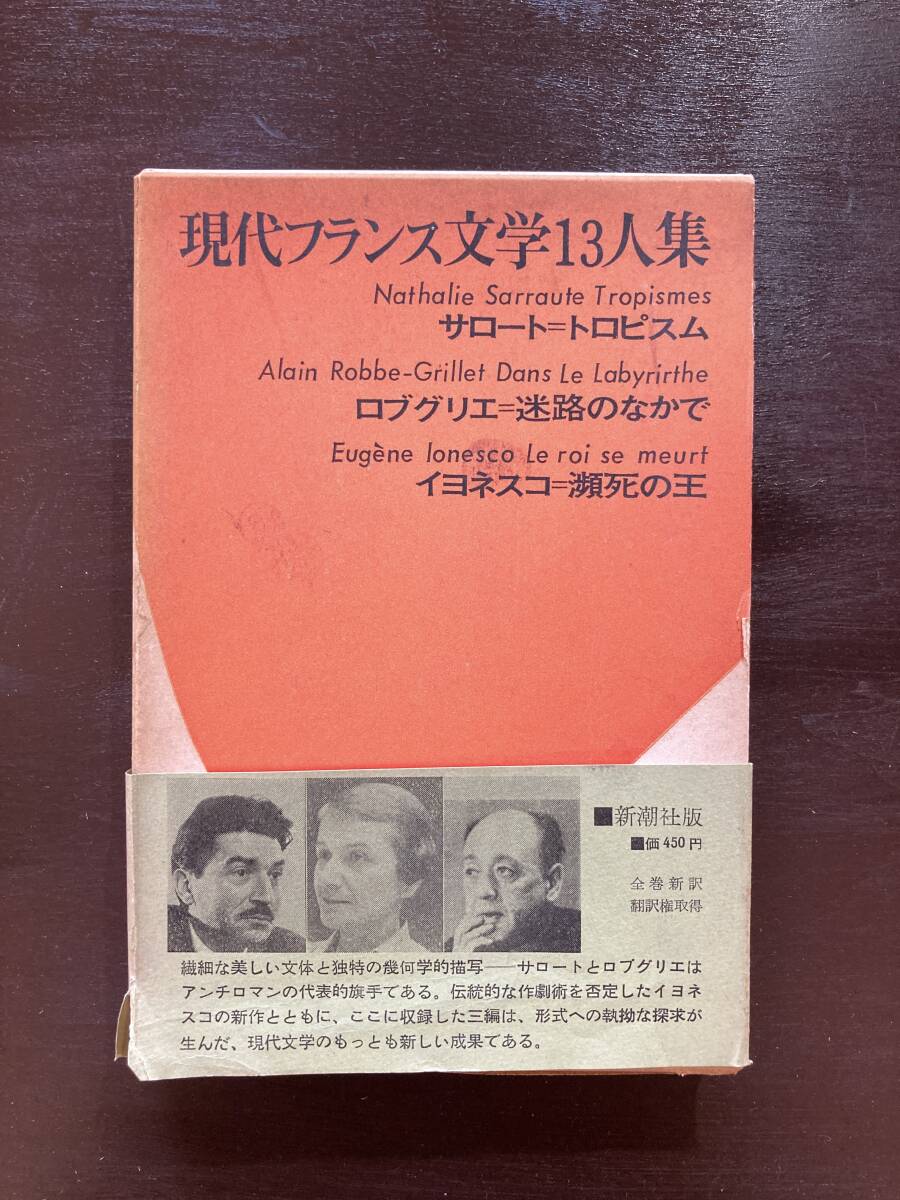 現代フランス文学13人集
Nathalie Sarraute Tropismes
サロート=トロピスム
Alain Robbe-Grillet Dans Le Labyrirthe
ロブグリエ=迷路のなかで
Eugène Ionesco Le roi se meurt
イヨネスコ=瀕死の王
■新潮社版
■価450円
全巻新訳
翻訳権取得
繊細な美しい文体と独特の幾何学的描写──サロートとロブグリエは
アンチロマンの代表的旗手である。伝統的な作劇術を否定したイヨネ
スコの新作とともに、ここに収録した三編は、形式への執拗な探求が
生んだ、現代文学のもっとも新しい成果である。